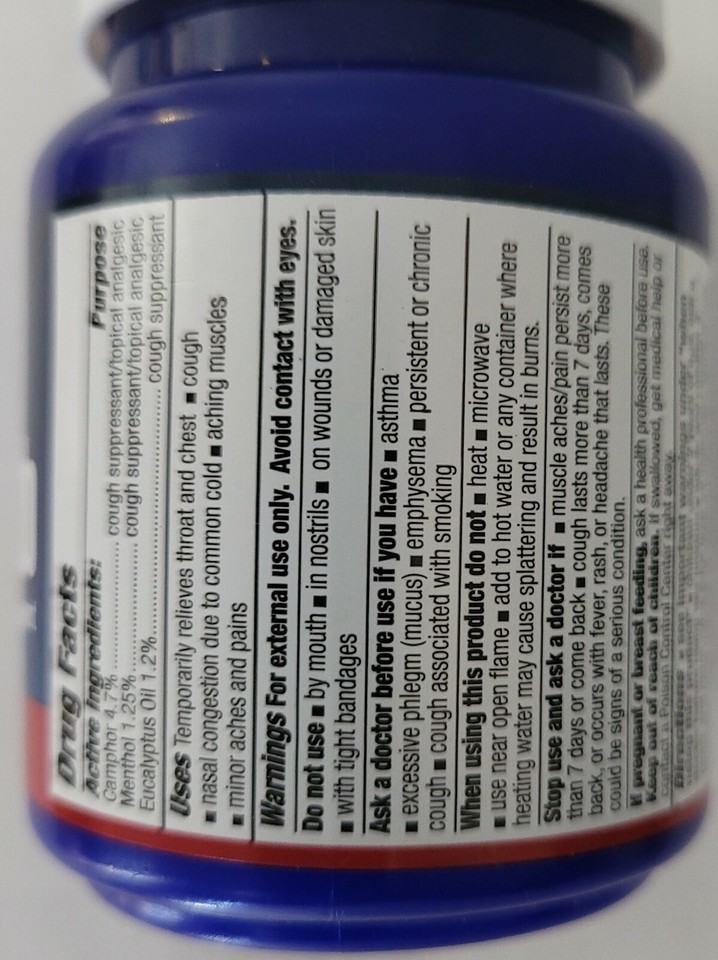 Drug Facts
Active Ingredients: Purpose
Camphor 4.7% ............ cough suppressant/topical analgesic
Menthol 1.25% ............ cough suppressant/topical analgesic
Eucalyptus Oil 1.2% ............ cough suppressant
Uses Temporarily relieves throat and chest ■ cough
■ nasal congestion due to common cold ■ aching muscles
■ minor aches and pains
Warnings For external use only. Avoid contact with eyes.
Do not use ■ by mouth ■ in nostrils ■ on wounds or damaged skin
■ with tight bandages
Ask a doctor before use if you have ■ asthma
■ excessive phlegm (mucus) ■ emphysema ■ persistent or chronic
cough ■ cough associated with smoking
When using this product do not ■ heat ■ microwave
■ use near open flame ■ add to hot water or any container where
heating water may cause splattering and result in burns.
Stop use and ask a doctor if ■ muscle aches/pain persist more
than 7 days or come back ■ cough lasts more than 7 days, comes
back, or occurs with fever, rash, or headache that lasts. These
could be signs of a serious condition.
If pregnant or breast feeding, ask a health professional before use.
Keep out of reach of children. If swallowed, get medical help or
contact a Poison Control Center right away.
Directions ■ see important warnings under "when